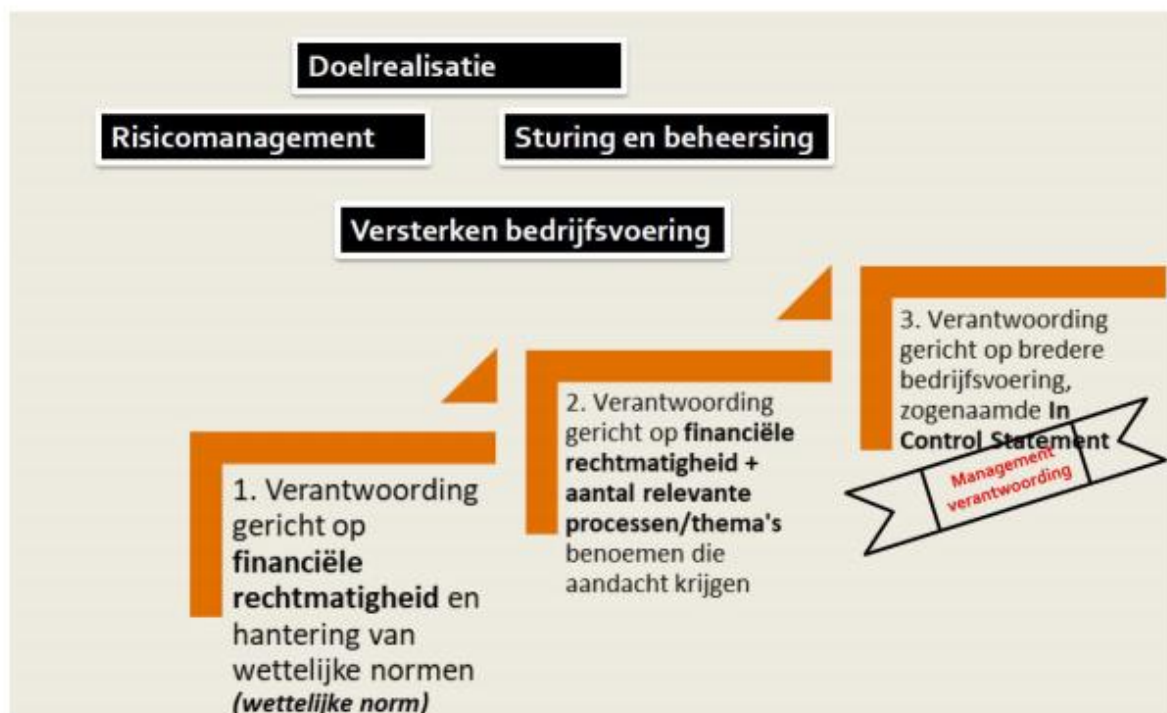 Doelrealisatie
Risicomanagement
Sturing en beheersing
Versterken bedrijfsvoering
1. Verantwoording
gericht op
financiële
rechtmatigheid en
hantering van
wettelijke normen
(wettelijke norm)
2. Verantwoording
gericht op financiële
rechtmatigheid +
aantal relevante
processen/thema's
benoemen die
aandacht krijgen
3. Verantwoording
gericht op bredere
bedrijfsvoering,
zogenaamde In
Control Statement
Management
verantwoording